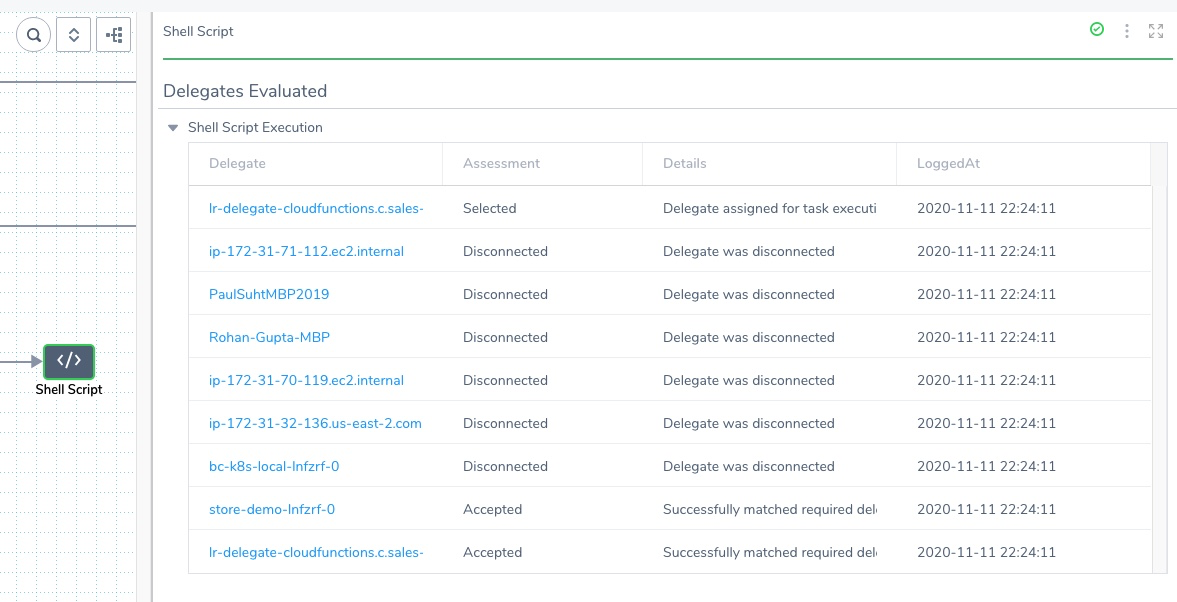 Shell Script
Delegates Evaluated
Shell Script Execution
Delegate Assessment Details LoggedAt
lr-delegate-cloudfunctions.c.sales- Selected Delegate assigned for task executi 2020-11-11 22:24:11
ip-172-31-71-112.ec2.internal Disconnected Delegate was disconnected 2020-11-11 22:24:11
PaulSuhtMBP2019 Disconnected Delegate was disconnected 2020-11-11 22:24:11
Rohan-Gupta-MBP Disconnected Delegate was disconnected 2020-11-11 22:24:11
ip-172-31-70-119.ec2.internal Disconnected Delegate was disconnected 2020-11-11 22:24:11
ip-172-31-32-136.us-east-2.com Disconnected Delegate was disconnected 2020-11-11 22:24:11
bc-k8s-local-lnfzrf-0 Disconnected Delegate was disconnected 2020-11-11 22:24:11
store-demo-lnfzrf-0 Accepted Successfully matched required del 2020-11-11 22:24:11
lr-delegate-cloudfunctions.c.sales- Accepted Successfully matched required del 2020-11-11 22:24:11
</> 
Shell Script